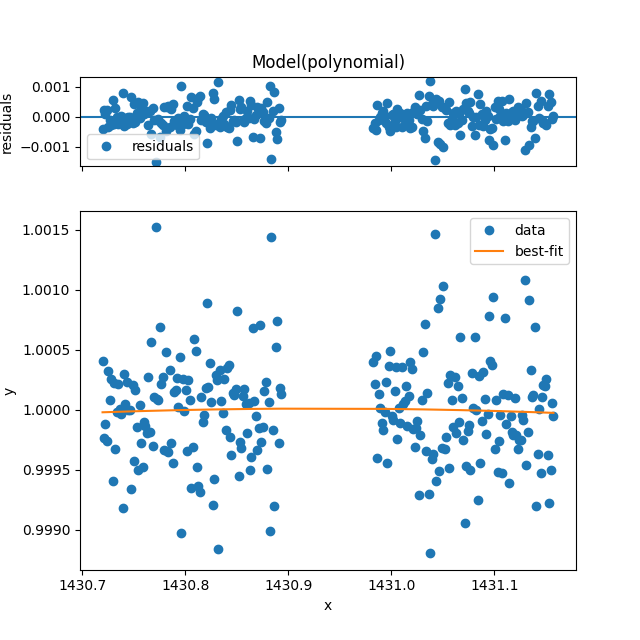 Model(polynomial)
0.001
0.000
−0.001
residuals
residuals
1.0015
1.0010
1.0005
1.0000
0.9995
0.9990
y
data
best-fit
1430.7 1430.8 1430.9 1431.0 1431.1
x